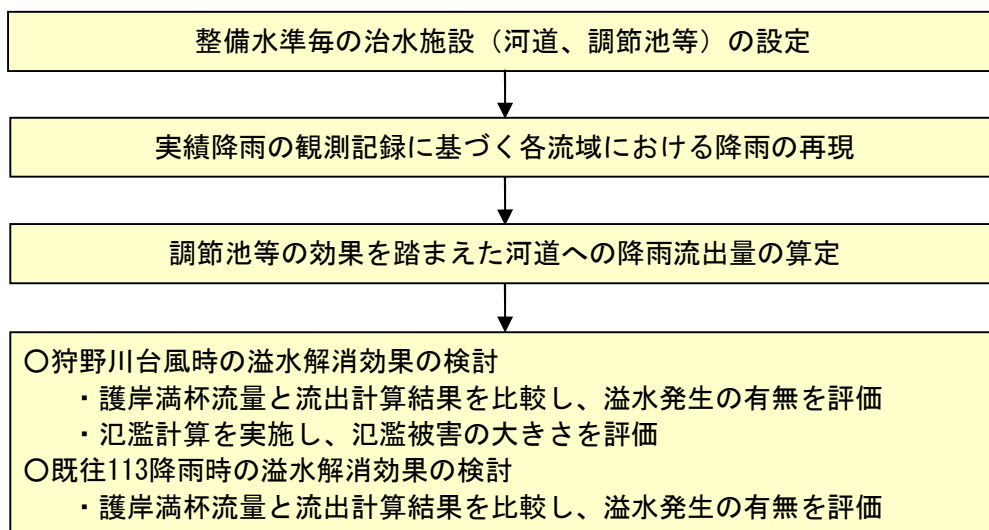 整備水準毎の治水施設（河道、調節池等）の設定
実績降雨の観測記録に基づく各流域における降雨の再現
調節池等の効果を踏まえた河道への降雨流出量の算定
○狩野川台風時の溢水解消効果の検討
・護岸満杯流量と流出計算結果を比較し、溢水発生の有無を評価
・氾濫計算を実施し、氾濫被害の大きさを評価
○既往113降雨時の溢水解消効果の検討
・護岸満杯流量と流出計算結果を比較し、溢水発生の有無を評価